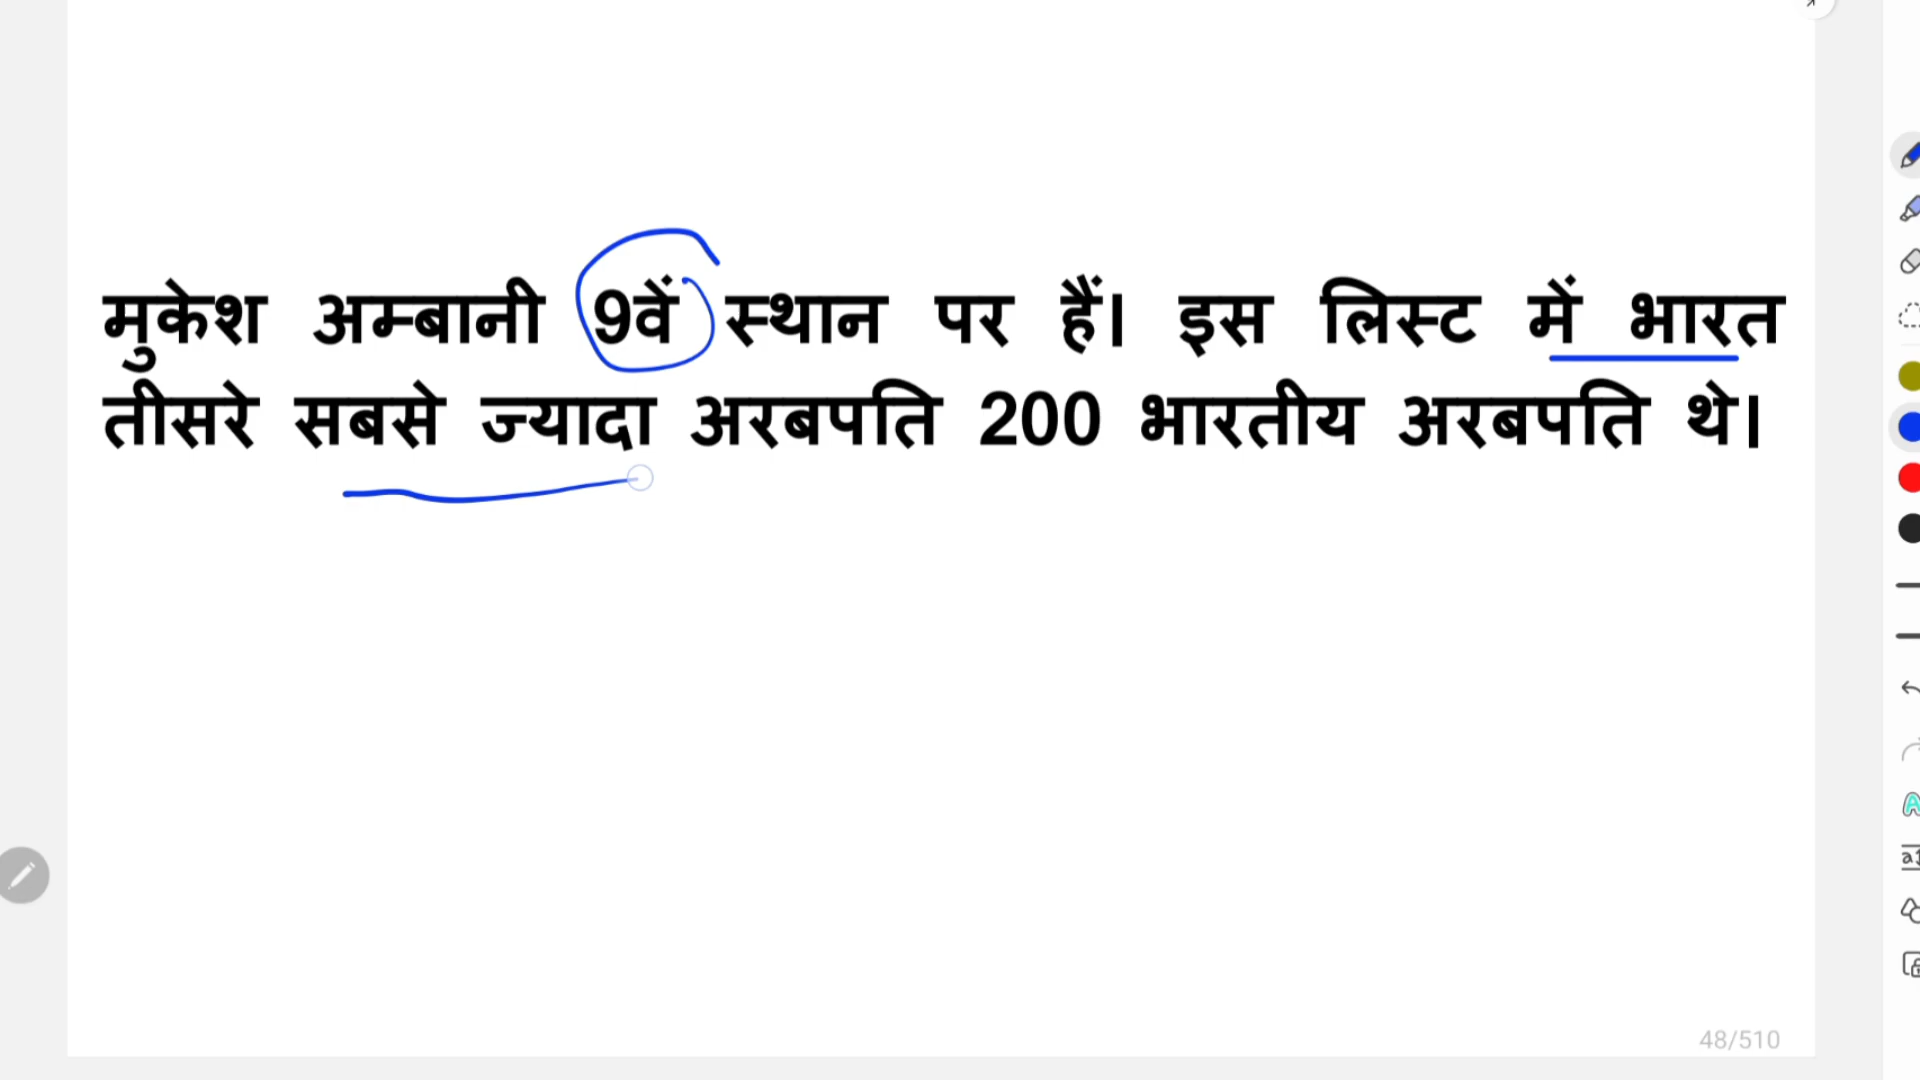 मुकेश अम्बानी 9वें स्थान पर हैं। इस लिस्ट में भारत
तीसरे सबसे ज्यादा अरबपति 200 भारतीय अरबपति थे।
48/510